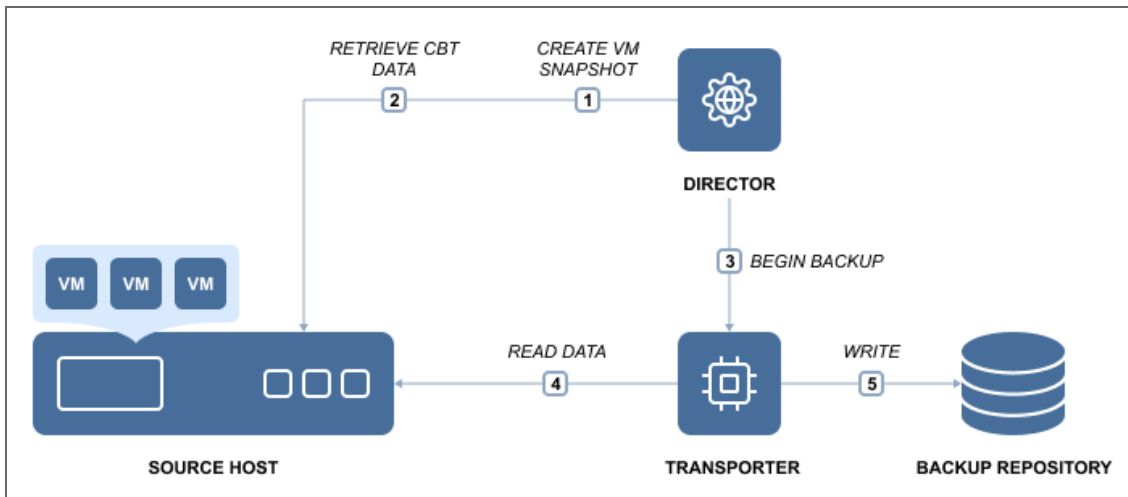 RETRIEVE CBT
DATA
2
CREATE VM
SNAPSHOT
1
DIRECTOR
3 BEGIN BACKUP
VM VM VM
READ DATA
4
WRITE
5
SOURCE HOST
TRANSPORTER
BACKUP REPOSITORY